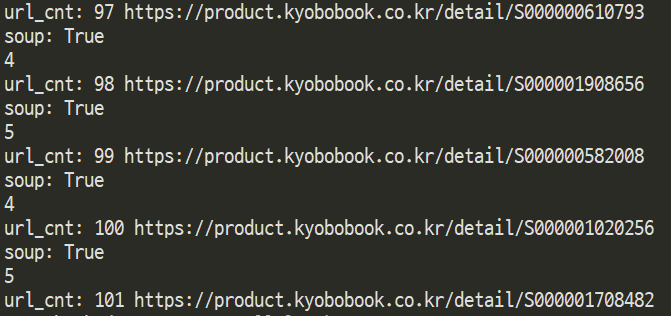 url_cnt: 97 https://product.kyobobook.co.kr/detail/S000000610793
soup: True
4
url_cnt: 98 https://product.kyobobook.co.kr/detail/S000001908656
soup: True
5
url_cnt: 99 https://product.kyobobook.co.kr/detail/S000000582008
soup: True
4
url_cnt: 100 https://product.kyobobook.co.kr/detail/S000001020256
soup: True
5
url_cnt: 101 https://product.kyobobook.co.kr/detail/S000001708482